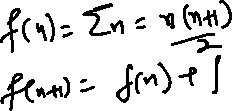 f(n) = Σn = n(n+1)/2
f(n+1) = f(n) + 1